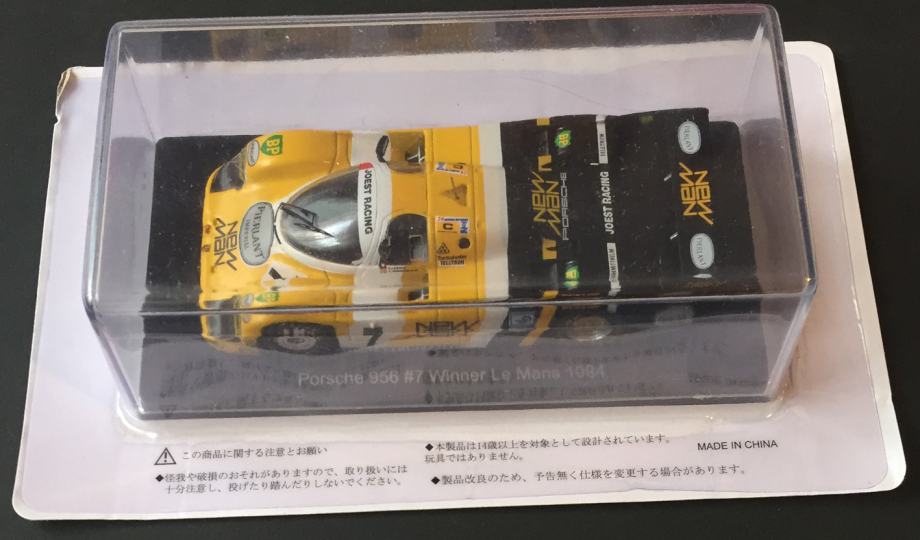 BP
JOEST RACING
NEW
MAN
PIERLANT
IMPERIAL
C
NEW
MAN
PORSCHE
BP
JOEST RACING
NEW
MAN
PIERLANT
PIERLANT
7
NEW
MAN
Porsche 956 #7 Winner Le Mans 1984
この商品に関する注意とお願い
◆怪我や破損のおそれがありますので、取り扱いには
十分注意し、投げたり踏んだりしないでください。
◆本製品は14歳以上を対象として設計されています。
玩具ではありません。
◆製品改良のため、予告無く仕様を変更する場合があります。
MADE IN CHINA